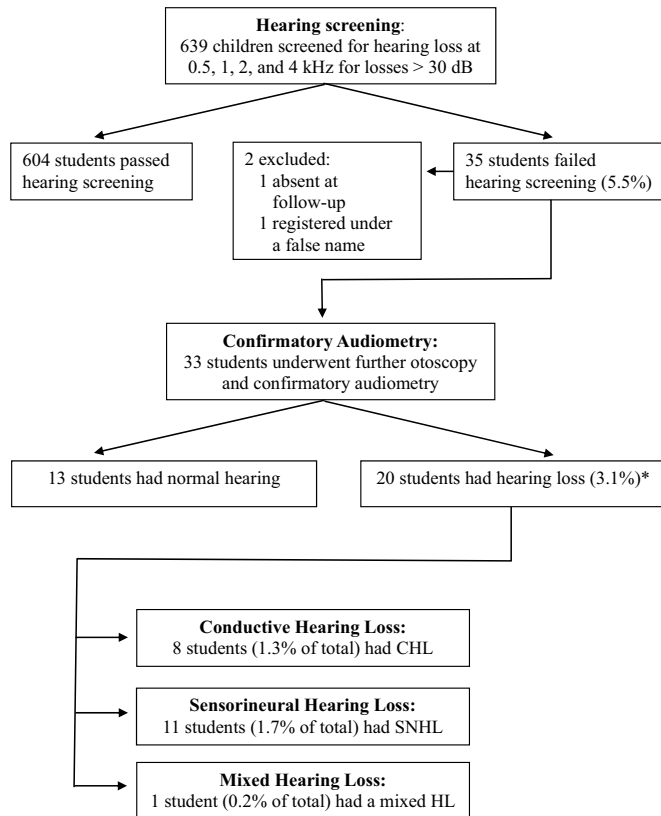 Hearing screening:
639 children screened for hearing loss at
0.5, 1, 2, and 4 kHz for losses > 30 dB
604 students passed
hearing screening
2 excluded:
1 absent at
follow-up
1 registered under
a false name
35 students failed
hearing screening (5.5%)
Confirmatory Audiometry:
33 students underwent further otoscopy
and confirmatory audiometry
13 students had normal hearing
20 students had hearing loss (3.1%)*
Conductive Hearing Loss:
8 students (1.3% of total) had CHL
Sensorineural Hearing Loss:
11 students (1.7% of total) had SNHL
Mixed Hearing Loss:
1 student (0.2% of total) had a mixed HL